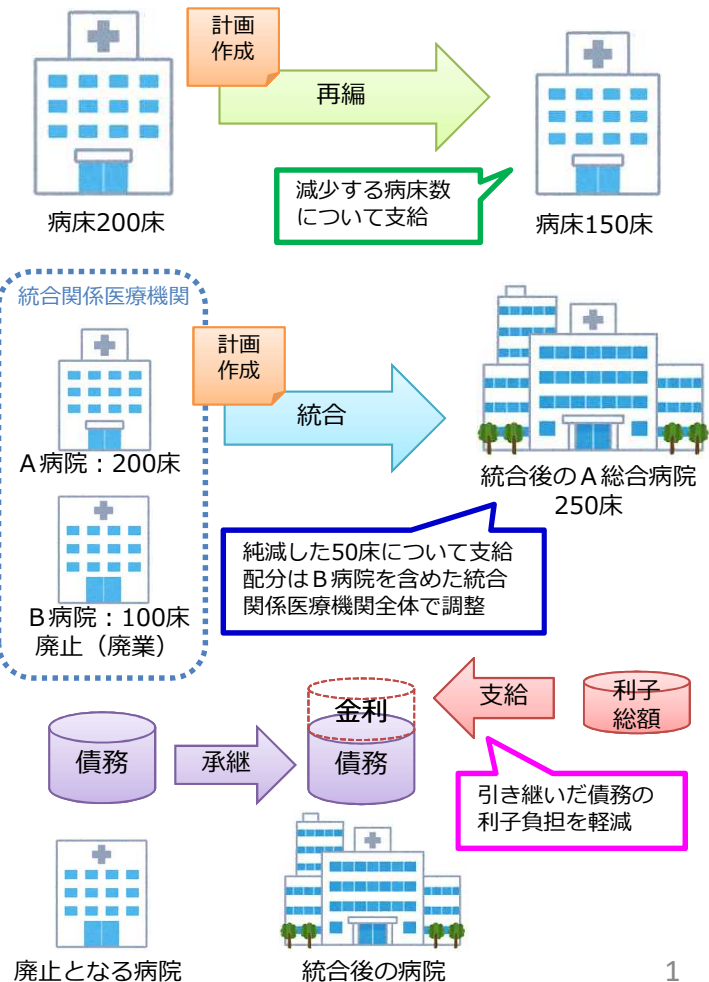 計画
作成
再編
減少する病床数
について支給
病床200床
病床150床
統合関係医療機関
計画
作成
統合
A病院：200床
統合後のA総合病院
250床
B病院：100床
廃止（廃業）
純減した50床について支給
配分はB病院を含めた統合
関係医療機関全体で調整
債務
承継
金利
債務
支給
利子
総額
引き継いだ債務の
利子負担を軽減
廃止となる病院
統合後の病院
1